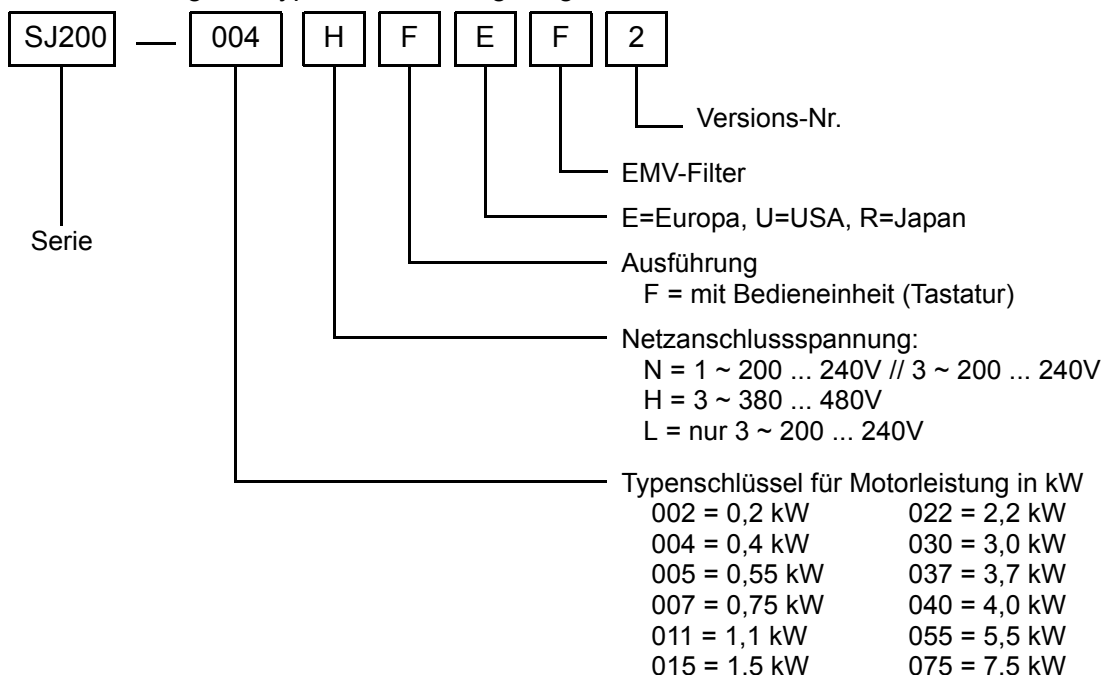 SJ200 — 004 H F E F 2
Versions-Nr.
EMV-Filter
E=Europa, U=USA, R=Japan
Serie
Ausführung
F = mit Bedieneinheit (Tastatur)
Netzanschlussspannung:
N = 1 ~ 200 ... 240V // 3 ~ 200 ... 240V
H = 3 ~ 380 ... 480V
L = nur 3 ~ 200 ... 240V
Typenschlüssel für Motorleistung in kW
002 = 0,2 kW 022 = 2,2 kW
004 = 0,4 kW 030 = 3,0 kW
005 = 0,55 kW 037 = 3,7 kW
007 = 0,75 kW 040 = 4,0 kW
011 = 1,1 kW 055 = 5,5 kW
015 = 1,5 kW 075 = 7,5 kW